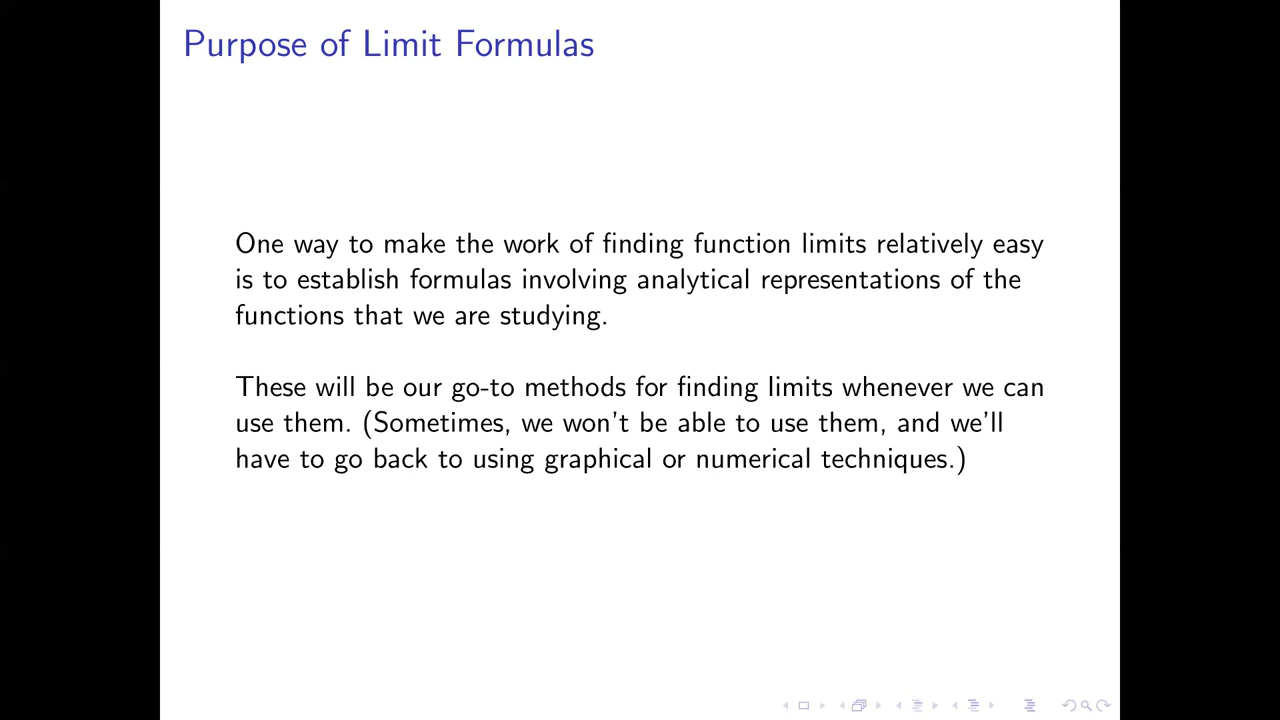 Purpose of Limit Formulas
One way to make the work of finding function limits relatively easy
is to establish formulas involving analytical representations of the
functions that we are studying.
These will be our go-to methods for finding limits whenever we can
use them. (Sometimes, we won't be able to use them, and we'll
have to go back to using graphical or numerical techniques.)